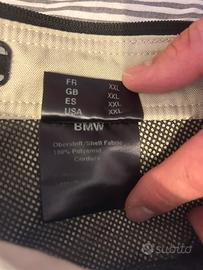 FR XXL
GB XXL
ES XXL
USA XXL
BMW
Oberstoff/Shell Fabric
100% Polyamid
Cordura
subito